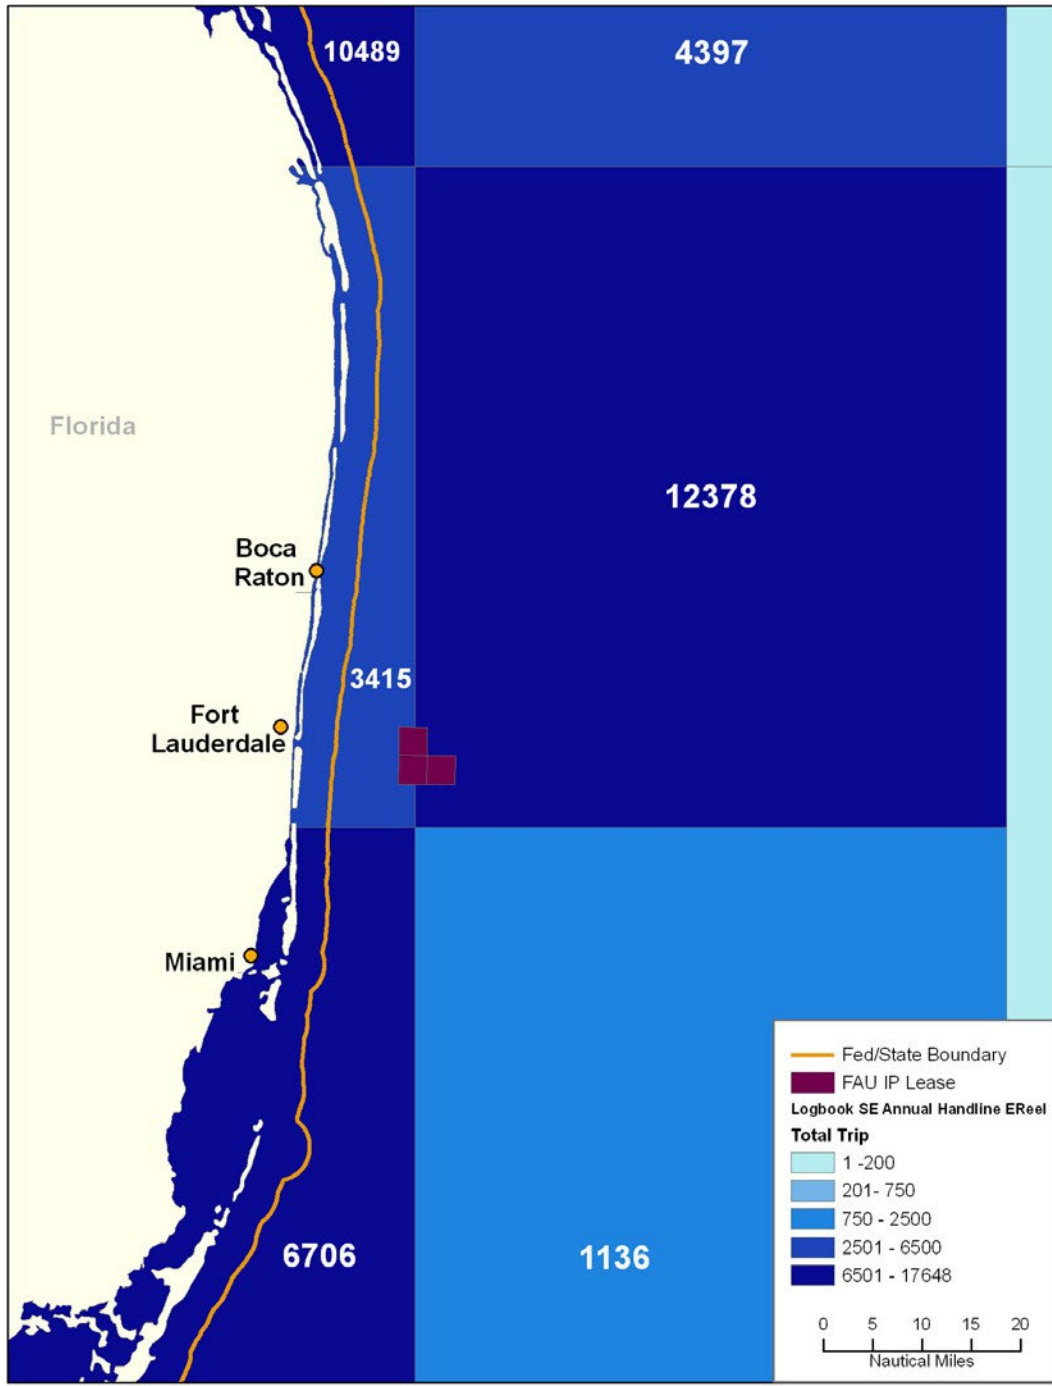 10489
4397
Florida
12378
Boca
Raton
3415
Fort
Lauderdale
Miami
6706
1136
Fed/State Boundary
FAU IP Lease
Logbook SE Annual Handline EReel
Total Trip
1 -200
201- 750
750 - 2500
2501 - 6500
6501 - 17648
0 5 10 15 20
Nautical Miles